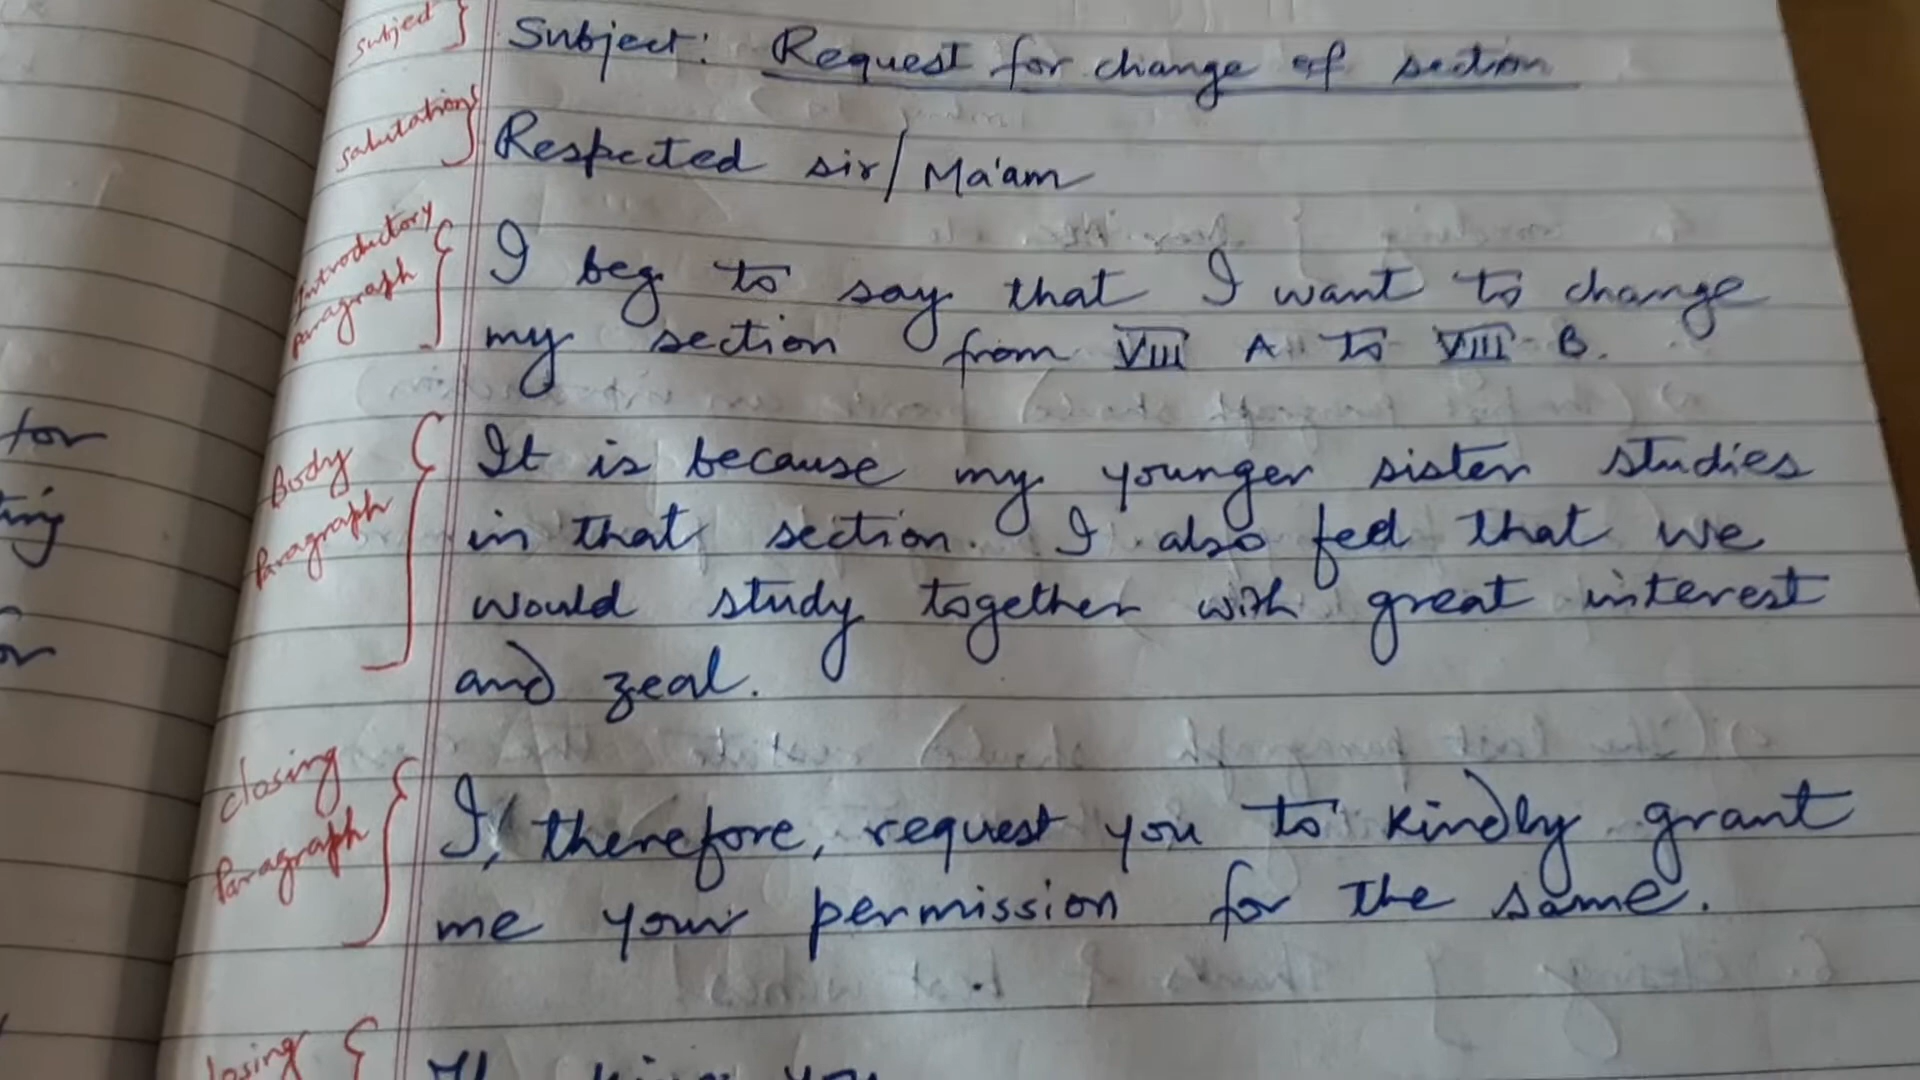 subject
Subject: Request for change of section
salutation
Respected sir/Ma'am
Introductory paragraph
I beg to say that I want to change
my section from VIII A to VIII B.
Body Paragraph
It is because my younger sister studies
in that section. I also feel that we
would study together with great interest
and zeal.
closing Paragraph
I, therefore, request you to kindly grant
me your permission for the same.
for
or